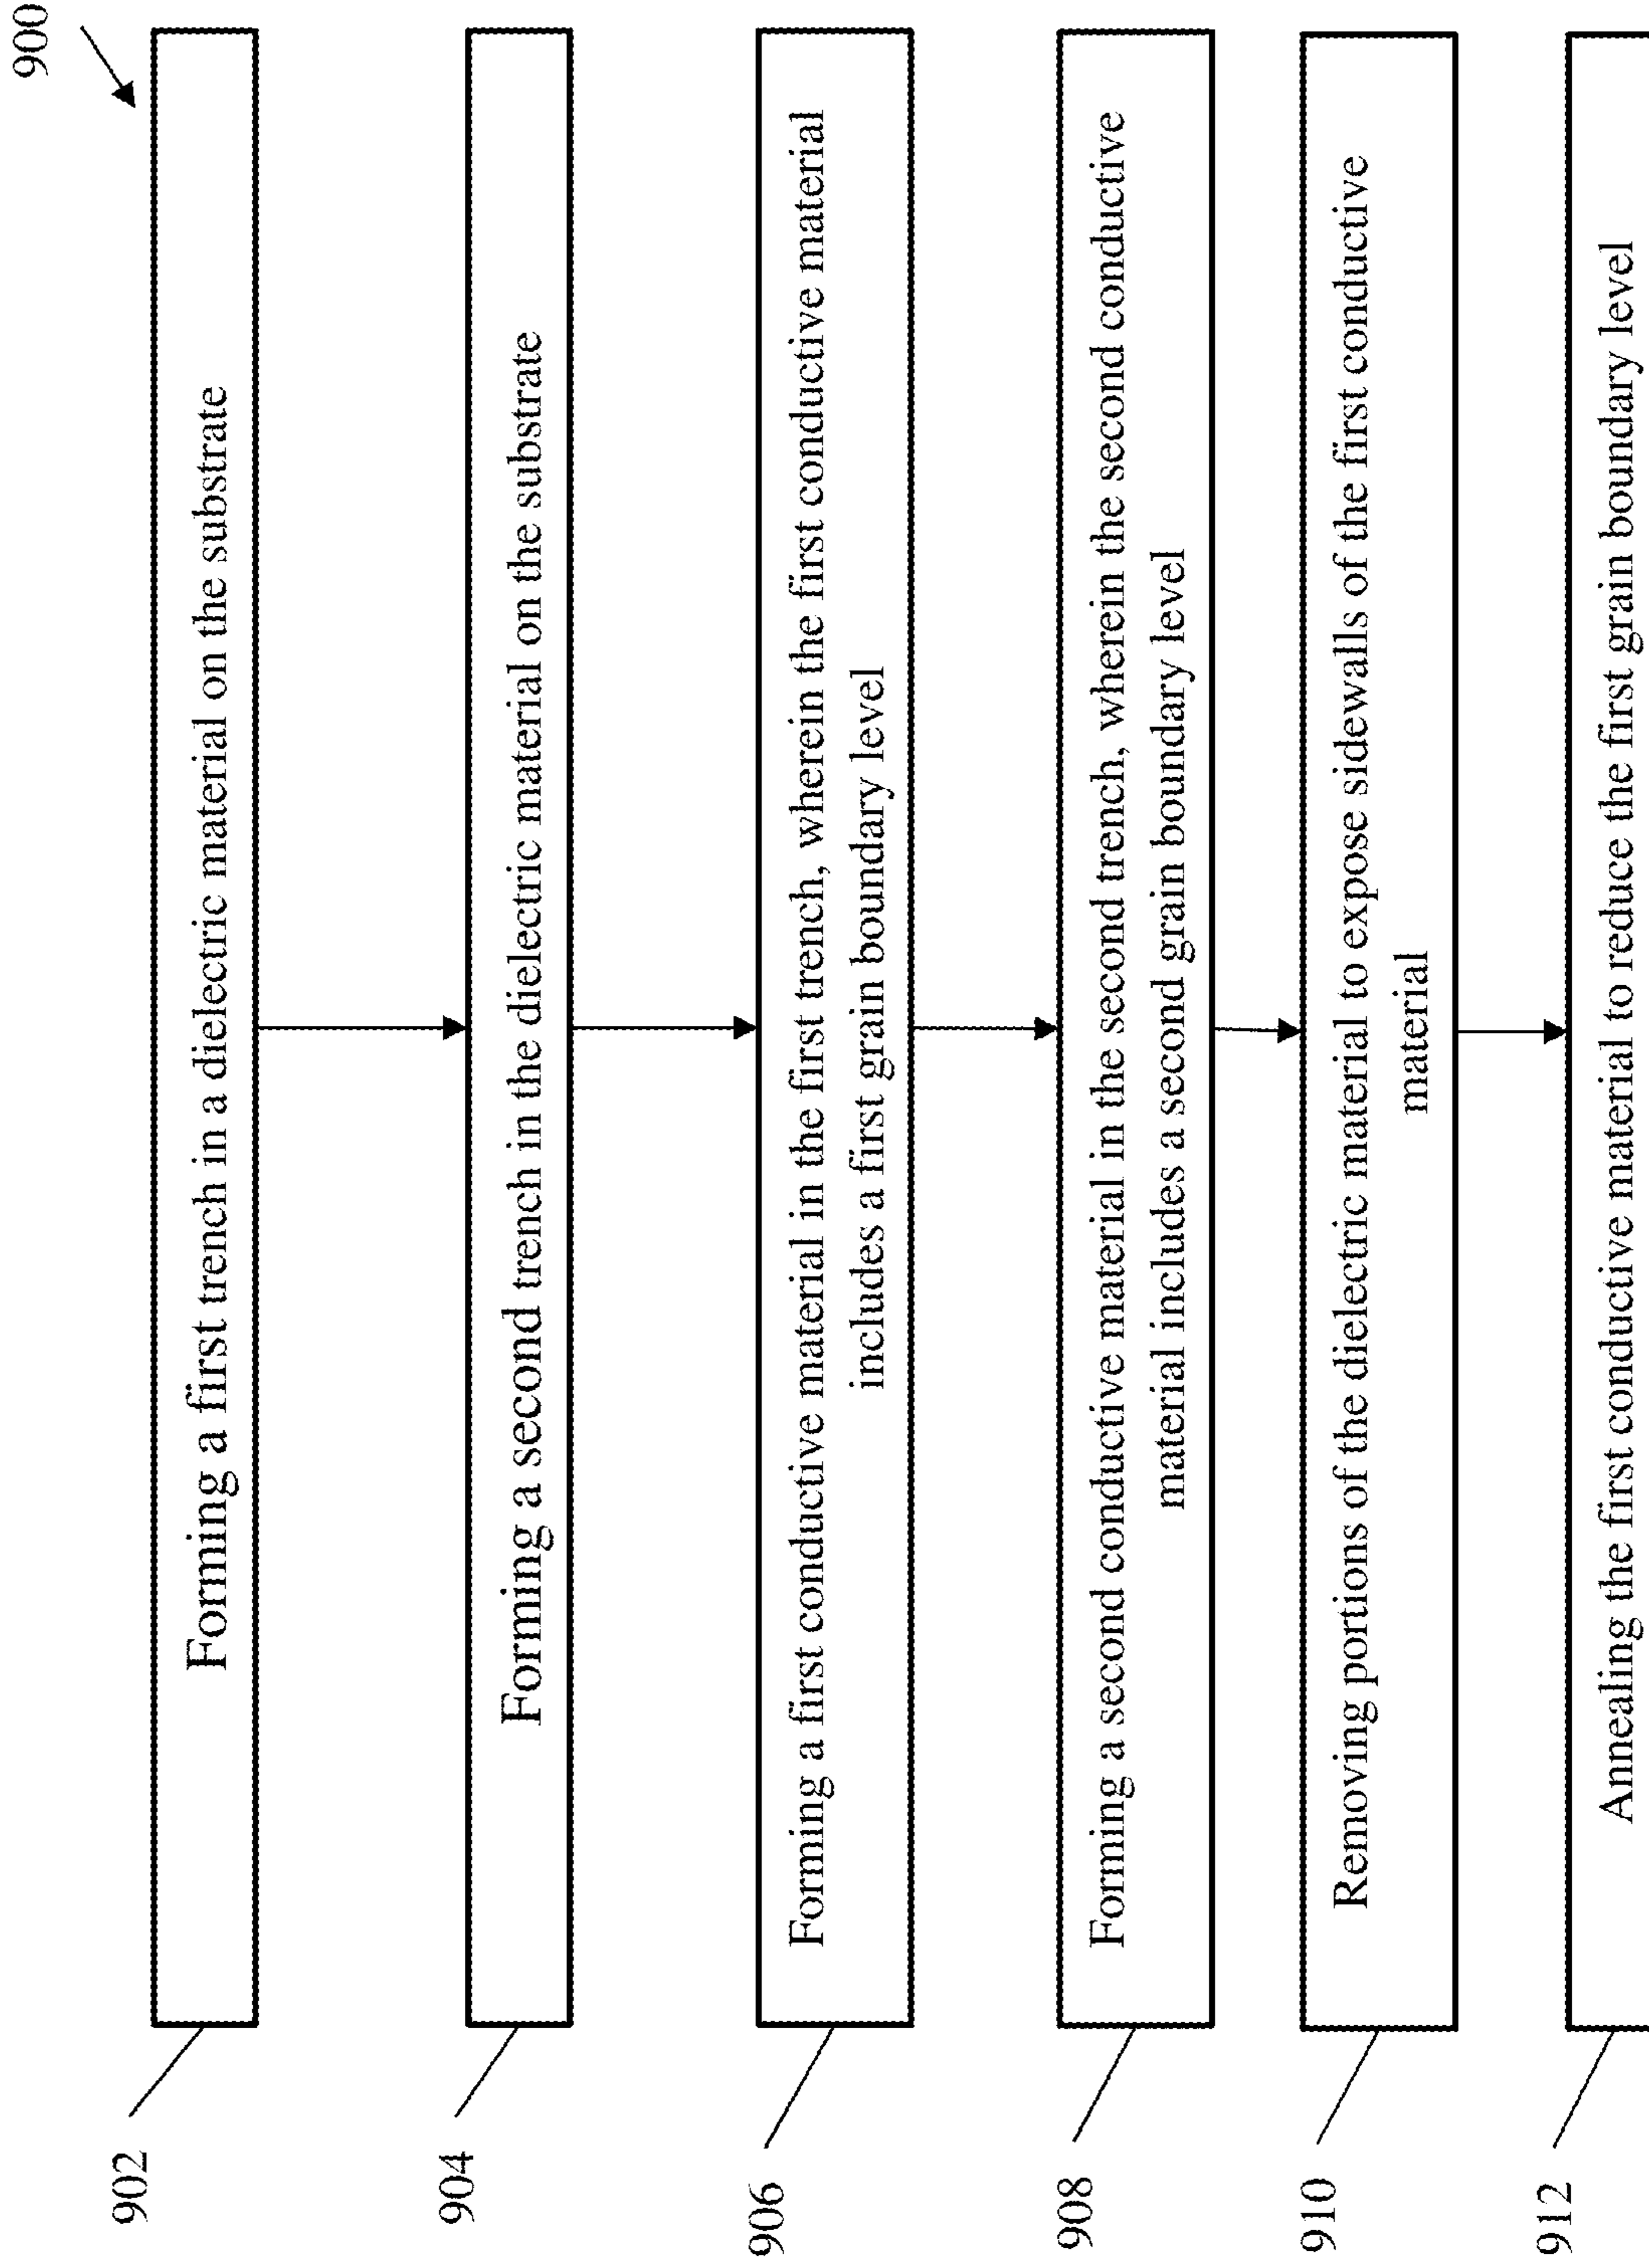 900
902
Forming a first trench in a dielectric material on the substrate
904
Forming a second trench in the dielectric material on the substrate
906
Forming a first conductive material in the first trench, wherein the first conductive material
includes a first grain boundary level
908
Forming a second conductive material in the second trench, wherein the second conductive
material includes a second grain boundary level
910
Removing portions of the dielectric material to expose sidewalls of the first conductive
material
912
Annealing the first conductive material to reduce the first grain boundary level